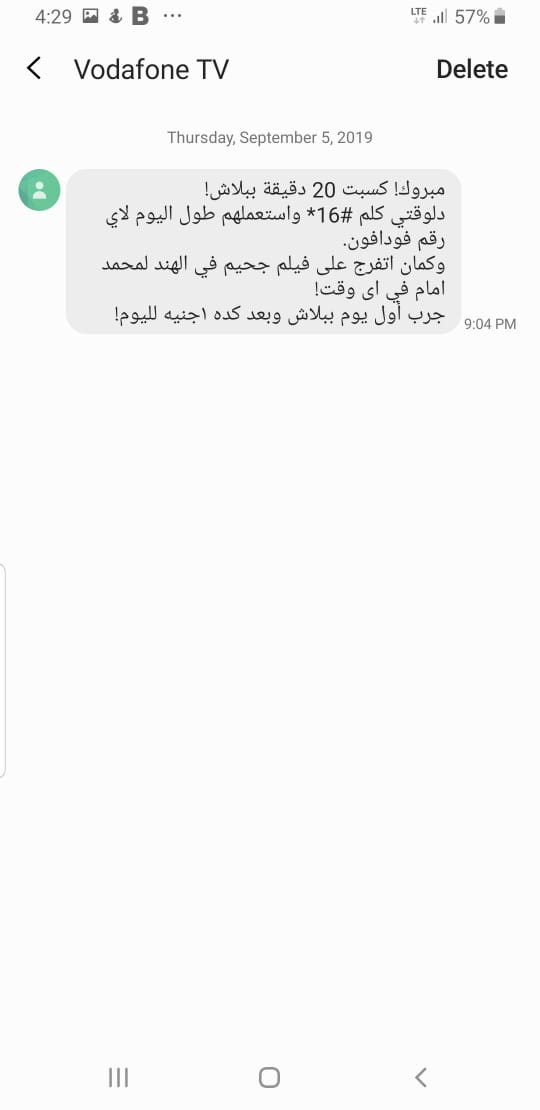 4:29 B ...
LTE 57%
Vodafone TV
Delete
Thursday, September 5, 2019
مبروك! كسبت 20 دقيقة ببلاش!
دلوقتي كلم #16* واستعملهم طول اليوم لاي
رقم فودافون.
وكمان اتفرج على فيلم جحيم في الهند لمحمد
امام في اى وقت!
جرب أول يوم ببلاش وبعد كده ١جنيه لليوم!
9:04 PM